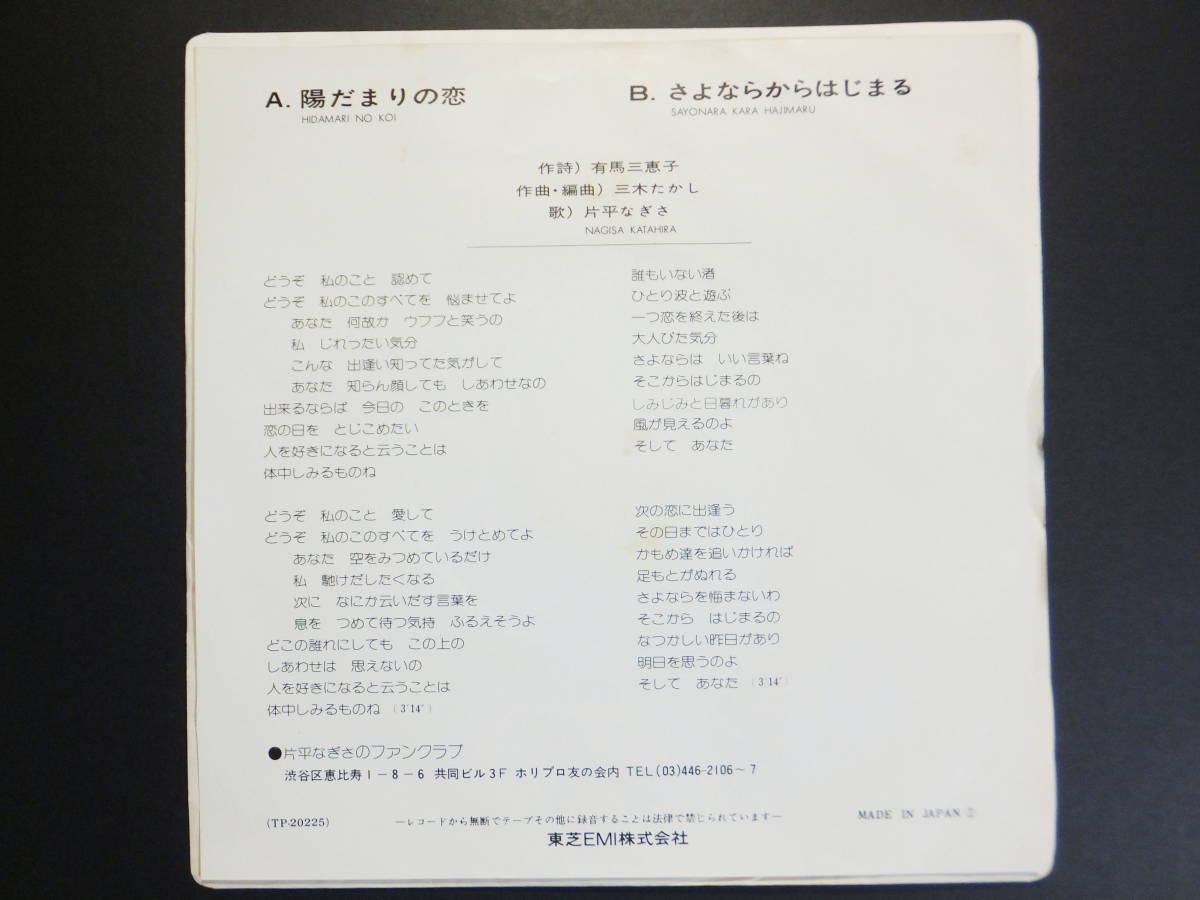 A. 陽だまりの恋
HIDAMARI NO KOI
B. さよならからはじまる
SAYONARA KARA HAJIMARU
作詩）有馬三恵子
作曲・編曲）三木たかし
歌）片平なぎさ
NAGISA KATAHIRA
どうぞ　私のこと　認めて
どうぞ　私のこのすべてを　悩ませてよ
あなた　何故か　ウフフと笑うの
私　じれったい気分
こんな　出逢い知ってた気がして
あなた　知らん顔しても　しあわせなの
出来るならば　今日の　このときを
恋の日を　とじこめたい
人を好きになると云うことは
体中しみるものね
どうぞ　私のこと　愛して
どうぞ　私のこのすべてを　うけとめてよ
あなた　空をみつめているだけ
私　馳けだしたくなる
次に　なにか云いだす言葉を
息を　つめて待つ気持　ふるえそうよ
どこの誰れにしても　この上の
しあわせは　思えないの
人を好きになると云うことは
体中しみるものね（3'14"）
誰もいない渚
ひとり波と遊ぶ
一つ恋を終えた後は
大人びた気分
さよならは　いい言葉ね
そこからはじまるの
しみじみと日暮れがあり
風が見えるのよ
そして　あなた
次の恋に出逢う
その日まではひとり
かもめ達を追いかければ
足もとがぬれる
さよならを悔まないわ
そこから　はじまるの
なつかしい昨日があり
明日を思うのよ
そして　あなた（3'14"）
●片平なぎさのファンクラブ
渋谷区恵比寿1－8－6 共同ビル3F ホリプロ友の会内 TEL(03)446-2106～7
(TP-20225)
―レコードから無断でテープその他に録音することは法律で禁じられています―
MADE IN JAPAN ②
東芝EMI株式会社